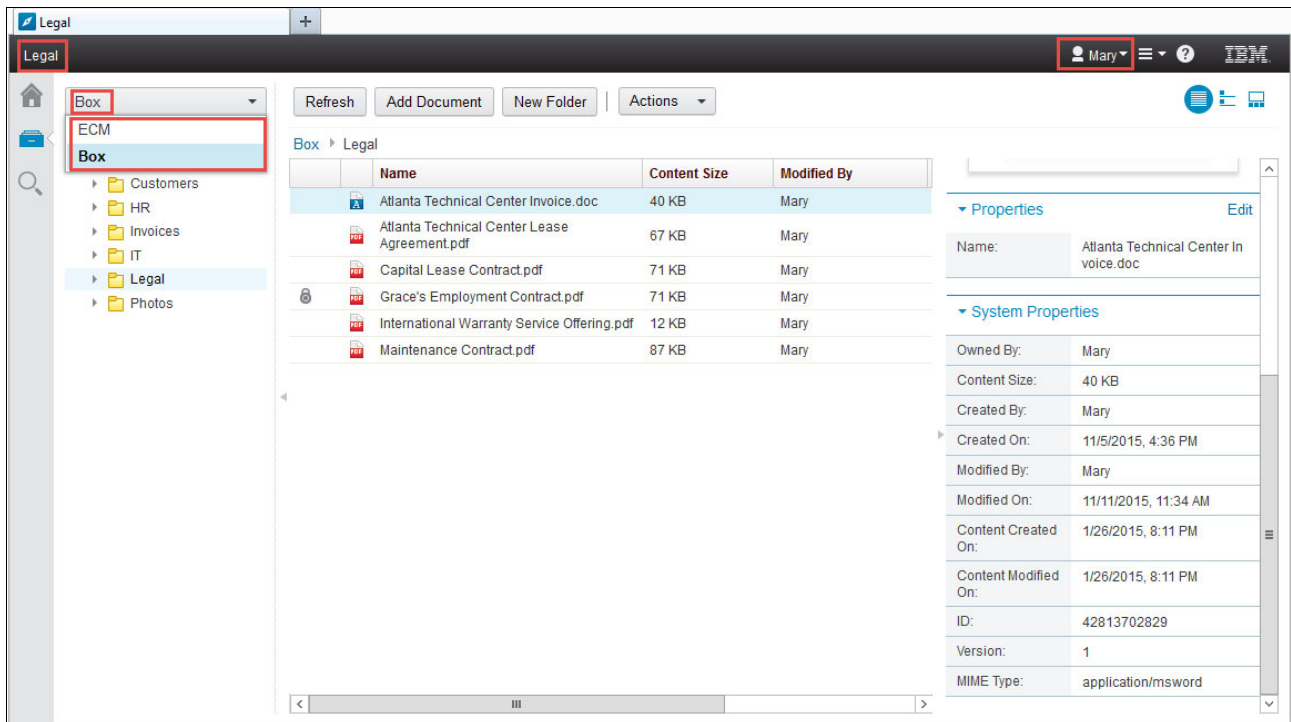 Legal
+
Legal
Mary
?
IBM
Box
Refresh
Add Document
New Folder
Actions
ECM
Box
Customers
HR
Invoices
IT
Legal
Photos
Box
Legal
Name
Content Size
Modified By
Atlanta Technical Center Invoice.doc
40 KB
Mary
Atlanta Technical Center Lease
Agreement.pdf
67 KB
Mary
Capital Lease Contract.pdf
71 KB
Mary
Grace's Employment Contract.pdf
71 KB
Mary
International Warranty Service Offering.pdf
12 KB
Mary
Maintenance Contract.pdf
87 KB
Mary
Properties
Edit
Name:
Atlanta Technical Center In
voice.doc
System Properties
Owned By:
Mary
Content Size:
40 KB
Created By:
Mary
Created On:
11/5/2015, 4:36 PM
Modified By:
Mary
Modified On:
11/11/2015, 11:34 AM
Content Created
On:
1/26/2015, 8:11 PM
Content Modified
On:
1/26/2015, 8:11 PM
ID:
42813702829
Version:
1
MIME Type:
application/msword